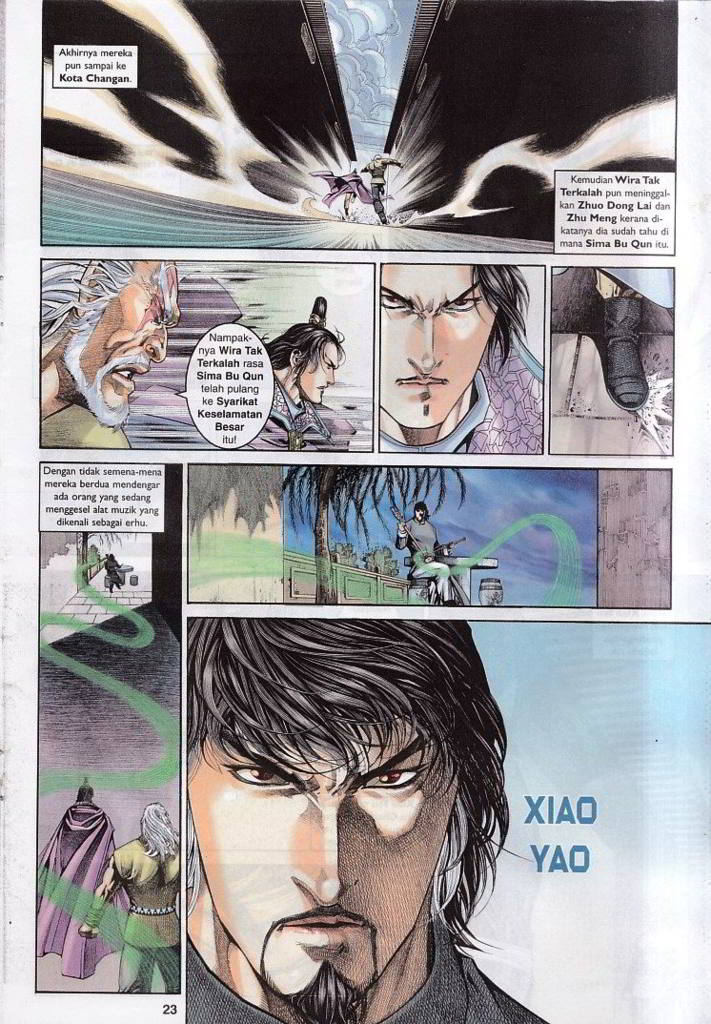 Akhirnya mereka
pun sampai ke
Kota Changan.
Kemudian Wira Tak
Terkalah pun meninggal-
kan Zhuo Dong Lai dan
Zhu Meng kerana di-
katanya dia sudah tahu di
mana Sima Bu Qun itu.
Nampak-
nya Wira Tak
Terkalah rasa
Sima Bu Qun
telah pulang
ke Syarikat
Keselamatan
Besar
itu!
Dengan tidak semena-mena
mereka berdua mendengar
ada orang yang sedang
menggesel alat muzik yang
dikenali sebagai erhu.
XIAO
YAO
23